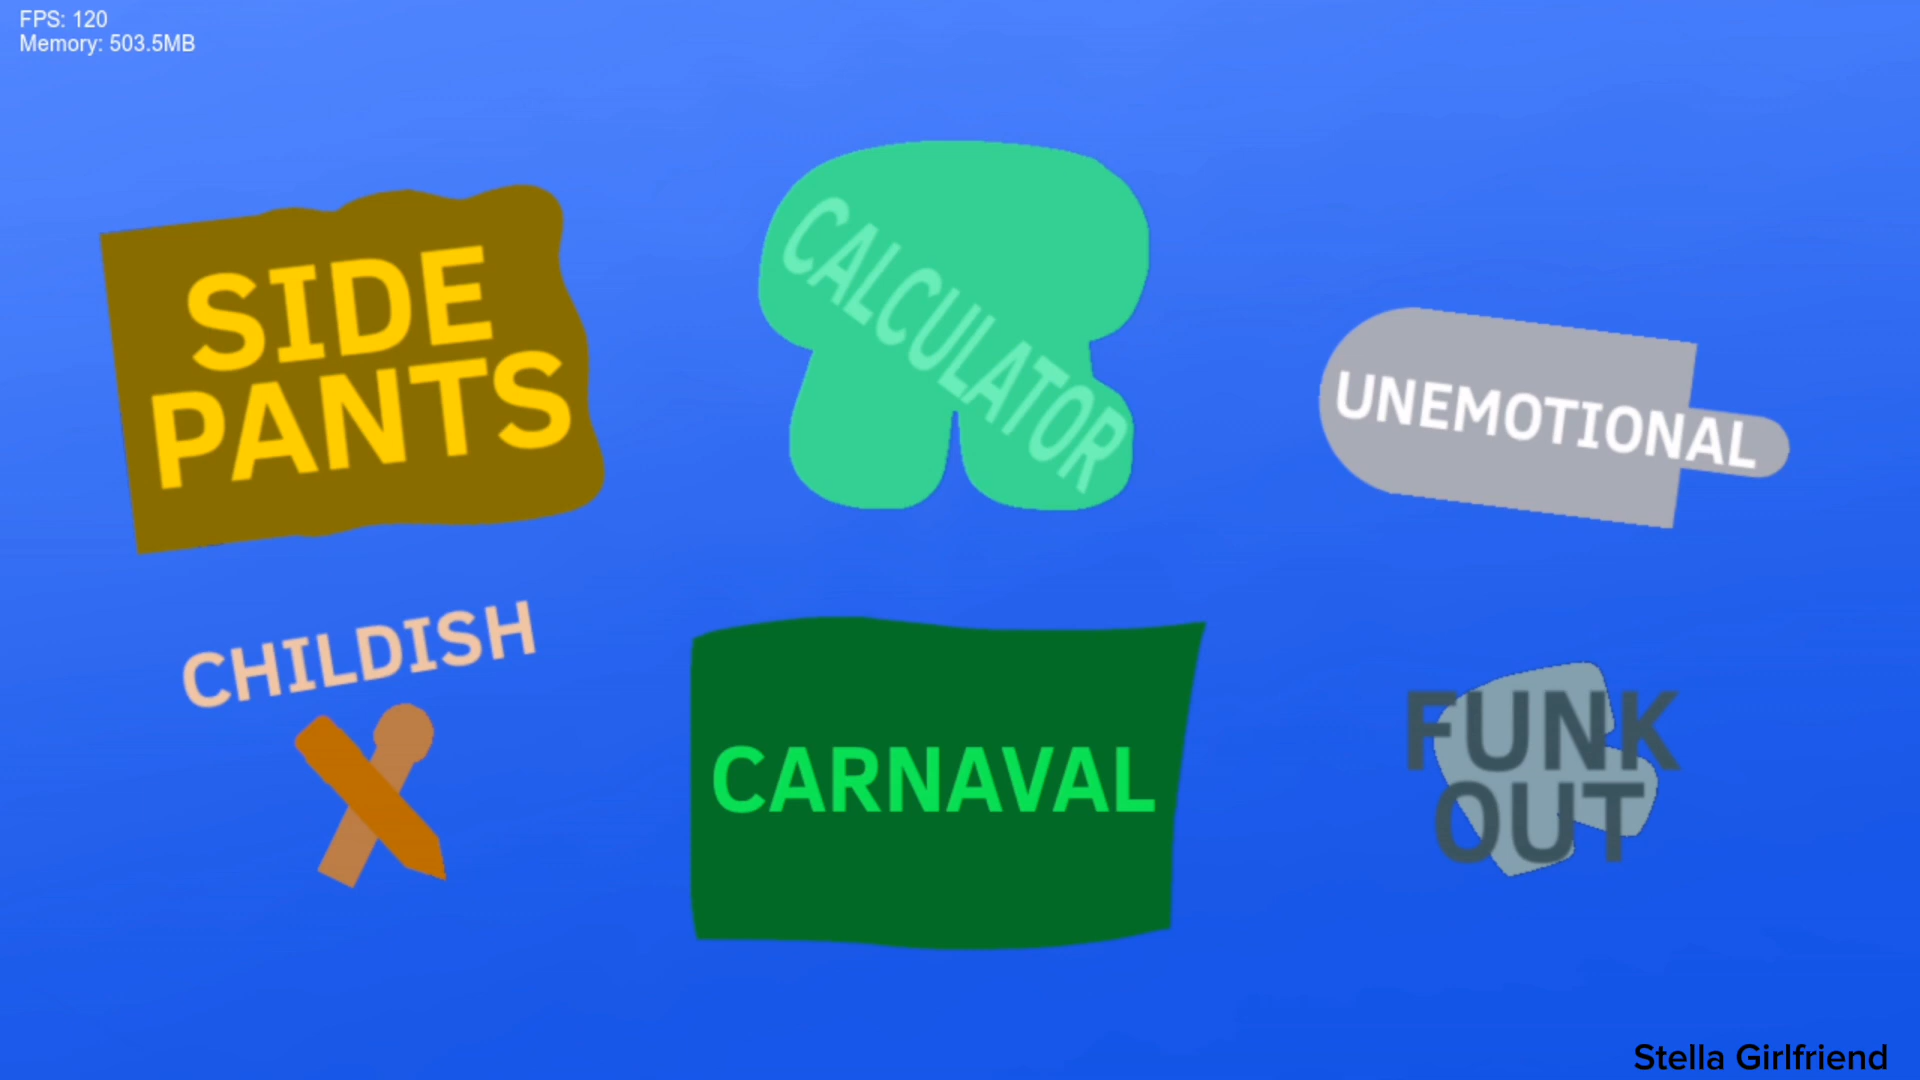 FPS: 120
Memory: 503.5MB
SIDE
PANTS
CALCULATOR
UNEMOTIONAL
CHILDISH
CARNAVAL
FUNK
OUT
Stella Girlfriend